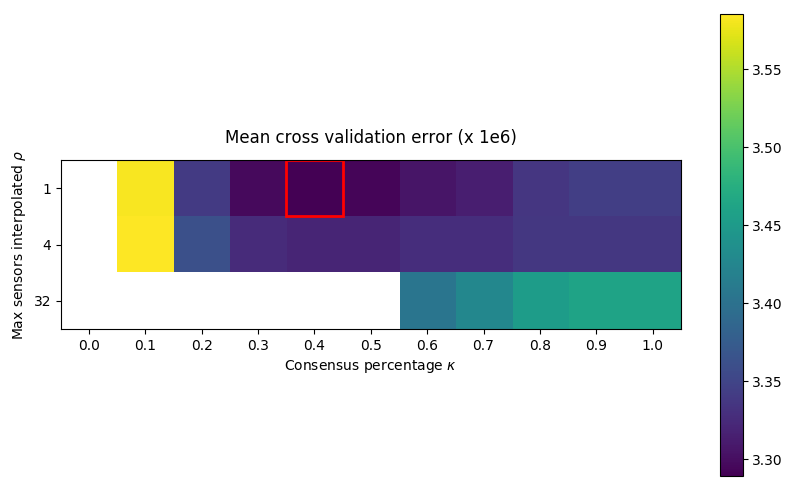 Mean cross validation error (x 1e6)
Max sensors interpolated ρ
1
4
32
0.0 0.1 0.2 0.3 0.4 0.5 0.6 0.7 0.8 0.9 1.0
Consensus percentage κ
3.55
3.50
3.45
3.40
3.35
3.30